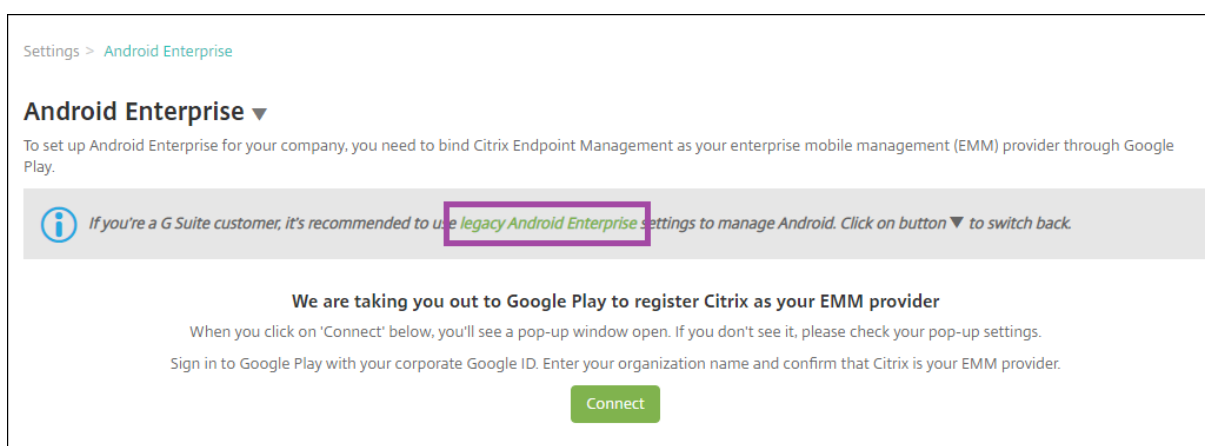 Settings > Android Enterprise
Android Enterprise ▼
To set up Android Enterprise for your company, you need to bind Citrix Endpoint Management as your enterprise mobile management (EMM) provider through Google
Play.
If you're a G Suite customer, it's recommended to use legacy Android Enterprise settings to manage Android. Click on button ▼ to switch back.
We are taking you out to Google Play to register Citrix as your EMM provider
When you click on 'Connect' below, you'll see a pop-up window open. If you don't see it, please check your pop-up settings.
Sign in to Google Play with your corporate Google ID. Enter your organization name and confirm that Citrix is your EMM provider.
Connect